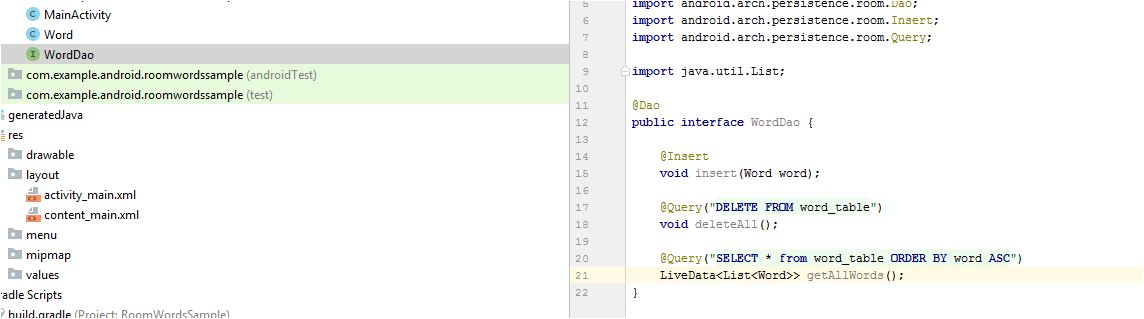 MainActivity
Word
WordDao
com.example.android.roomwordssample (androidTest)
com.example.android.roomwordssample (test)
generatedJava
res
drawable
layout
activity_main.xml
content_main.xml
menu
mipmap
values
adle Scripts
build.gradle (Project: RoomWordsSample)
5 import android.arch.persistence.room.Dao;
6 import android.arch.persistence.room.Insert;
7 import android.arch.persistence.room.Query;
8
9 import java.util.List;
10
11 @Dao
12 public interface WordDao {
13
14 @Insert
15 void insert(Word word);
16
17 @Query("DELETE FROM word_table")
18 void deleteAll();
19
20 @Query("SELECT * from word_table ORDER BY word ASC")
21 LiveData<List<Word>> getAllWords();
22 }